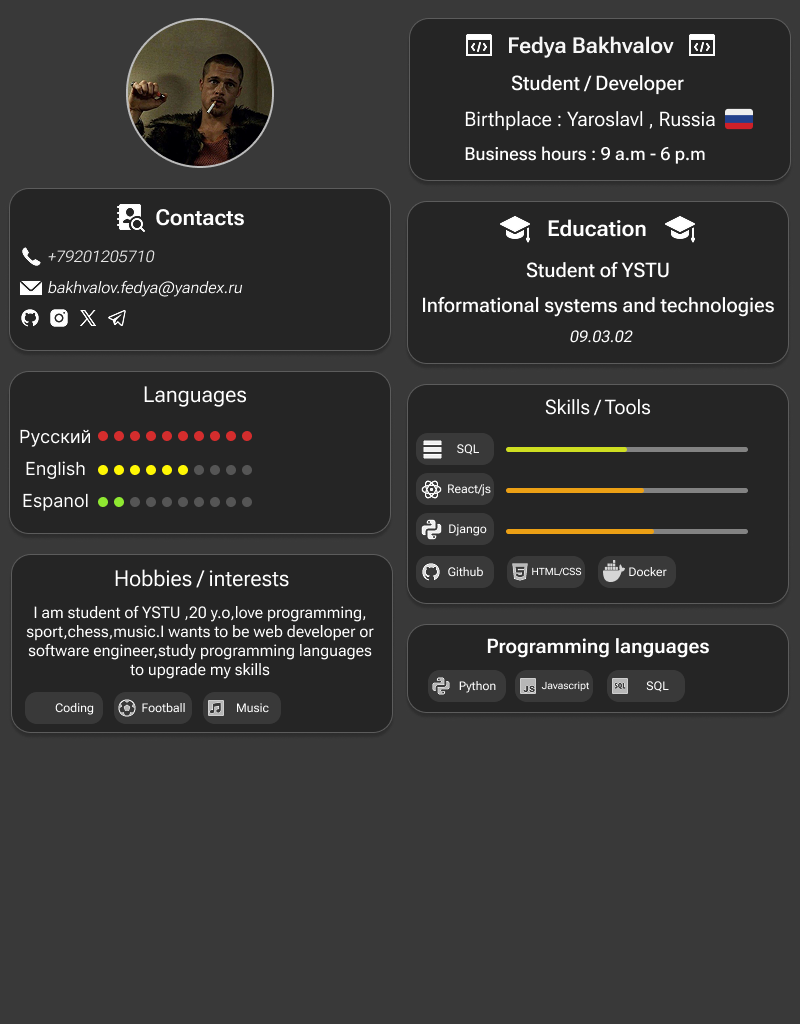 Fedya Bakhvalov
Student / Developer
Birthplace : Yaroslavl , Russia
Business hours : 9 a.m - 6 p.m
Contacts
+79201205710
bakhvalov.fedya@yandex.ru
Education
Student of YSTU
Informational systems and technologies
09.03.02
Languages
Русский
English
Espanol
Skills / Tools
SQL
React/js
Django
Github
HTML/CSS
Docker
Hobbies / interests
I am student of YSTU ,20 y.o,love programming,
sport,chess,music.I wants to be web developer or
software engineer,study programming languages
to upgrade my skills
Coding Football Music
Programming languages
Python JS Javascript SQL SQL